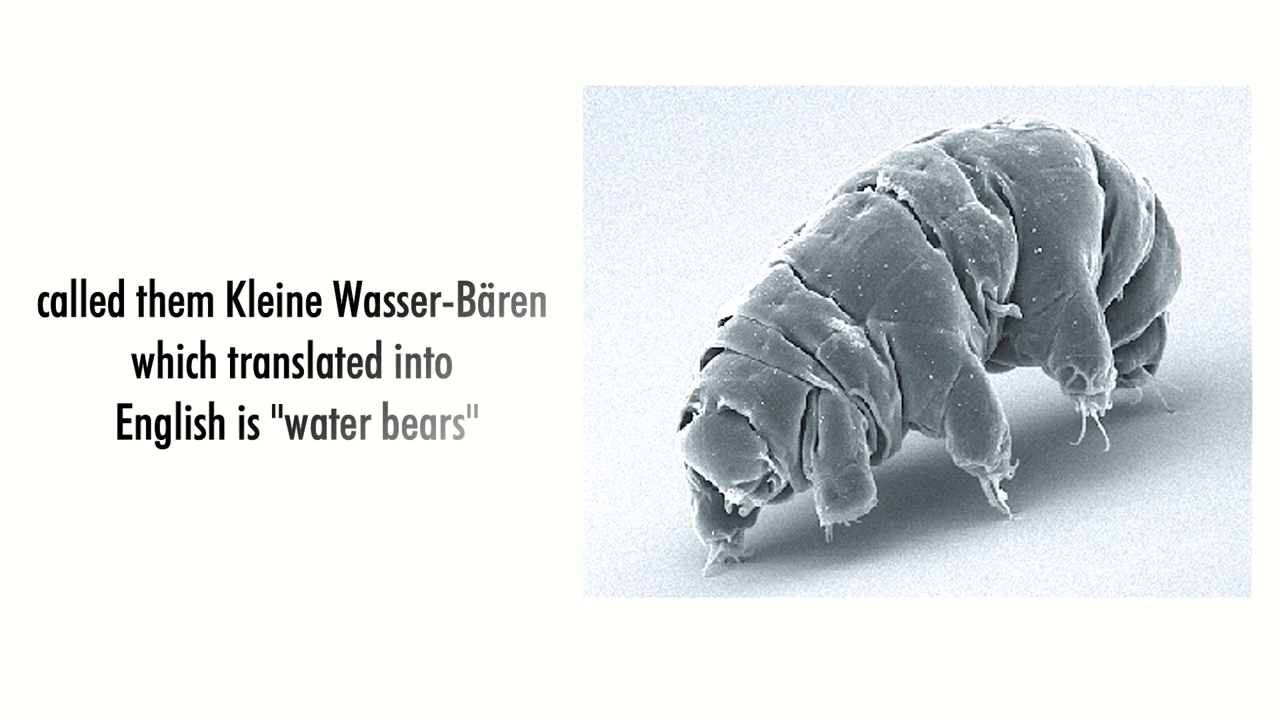 called them Kleine Wasser-Bären
which translated into
English is "water bears"